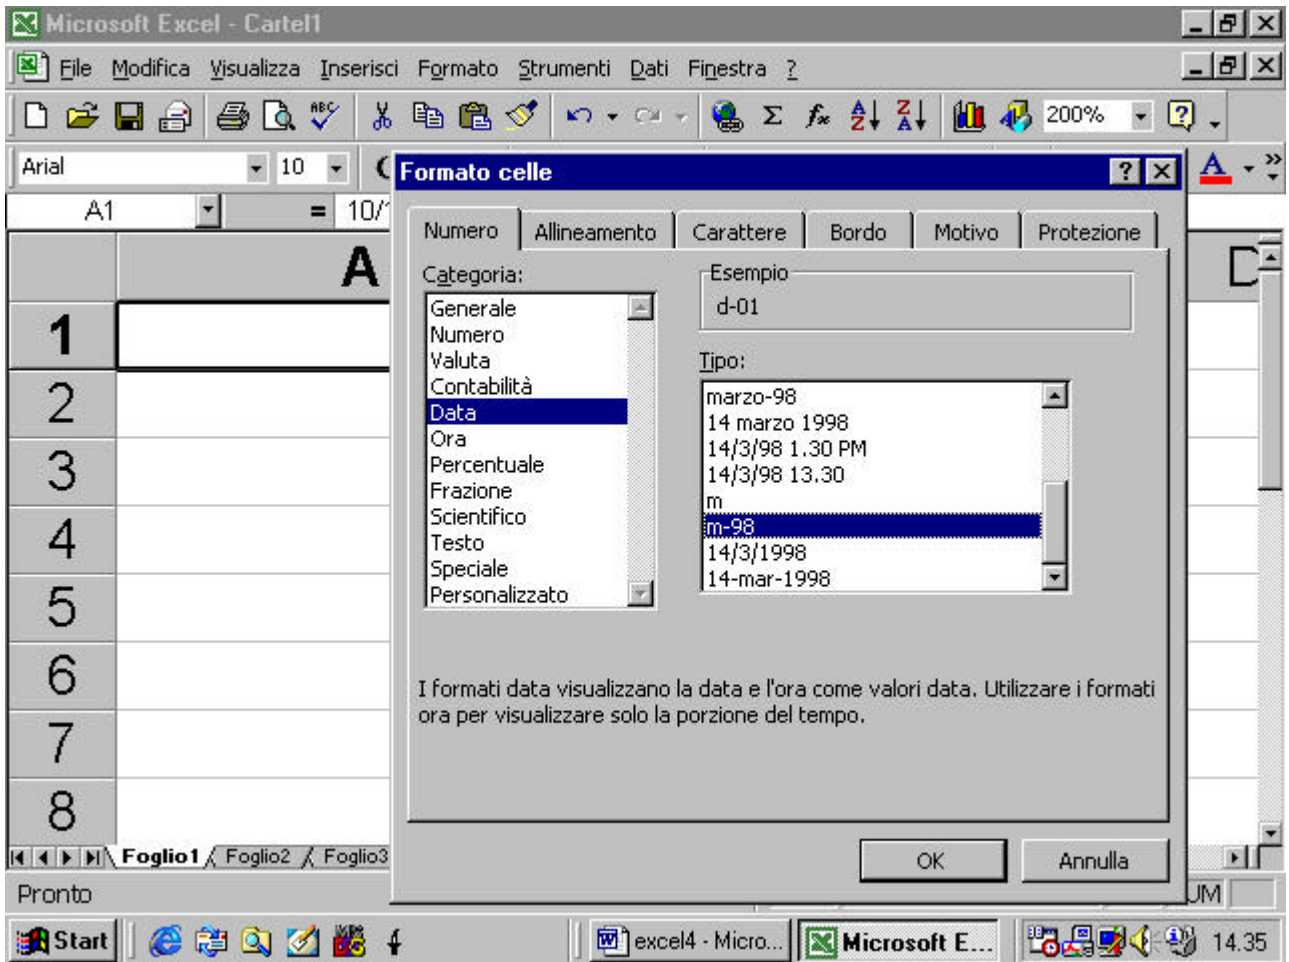 Microsoft Excel - Cartel1
File Modifica Visualizza Inserisci Formato Strumenti Dati Finestra ?
ABC Σ fx A Z Z A 200% ?
Arial 10 A »
A1 = 10/
Formato celle ? ×
Numero Allineamento Carattere Bordo Motivo Protezione
Categoria:
Generale
Numero
Valuta
Contabilità
Data
Ora
Percentuale
Frazione
Scientifico
Testo
Speciale
Personalizzato
Esempio
d-01
Tipo:
marzo-98
14 marzo 1998
14/3/98 1.30 PM
14/3/98 13.30
m
m-98
14/3/1998
14-mar-1998
I formati data visualizzano la data e l'ora come valori data. Utilizzare i formati
ora per visualizzare solo la porzione del tempo.
OK Annulla
A D
1
2
3
4
5
6
7
8
Foglio1 Foglio2 Foglio3
Pronto UM
Start excel4 - Micro... Microsoft E... 14.35